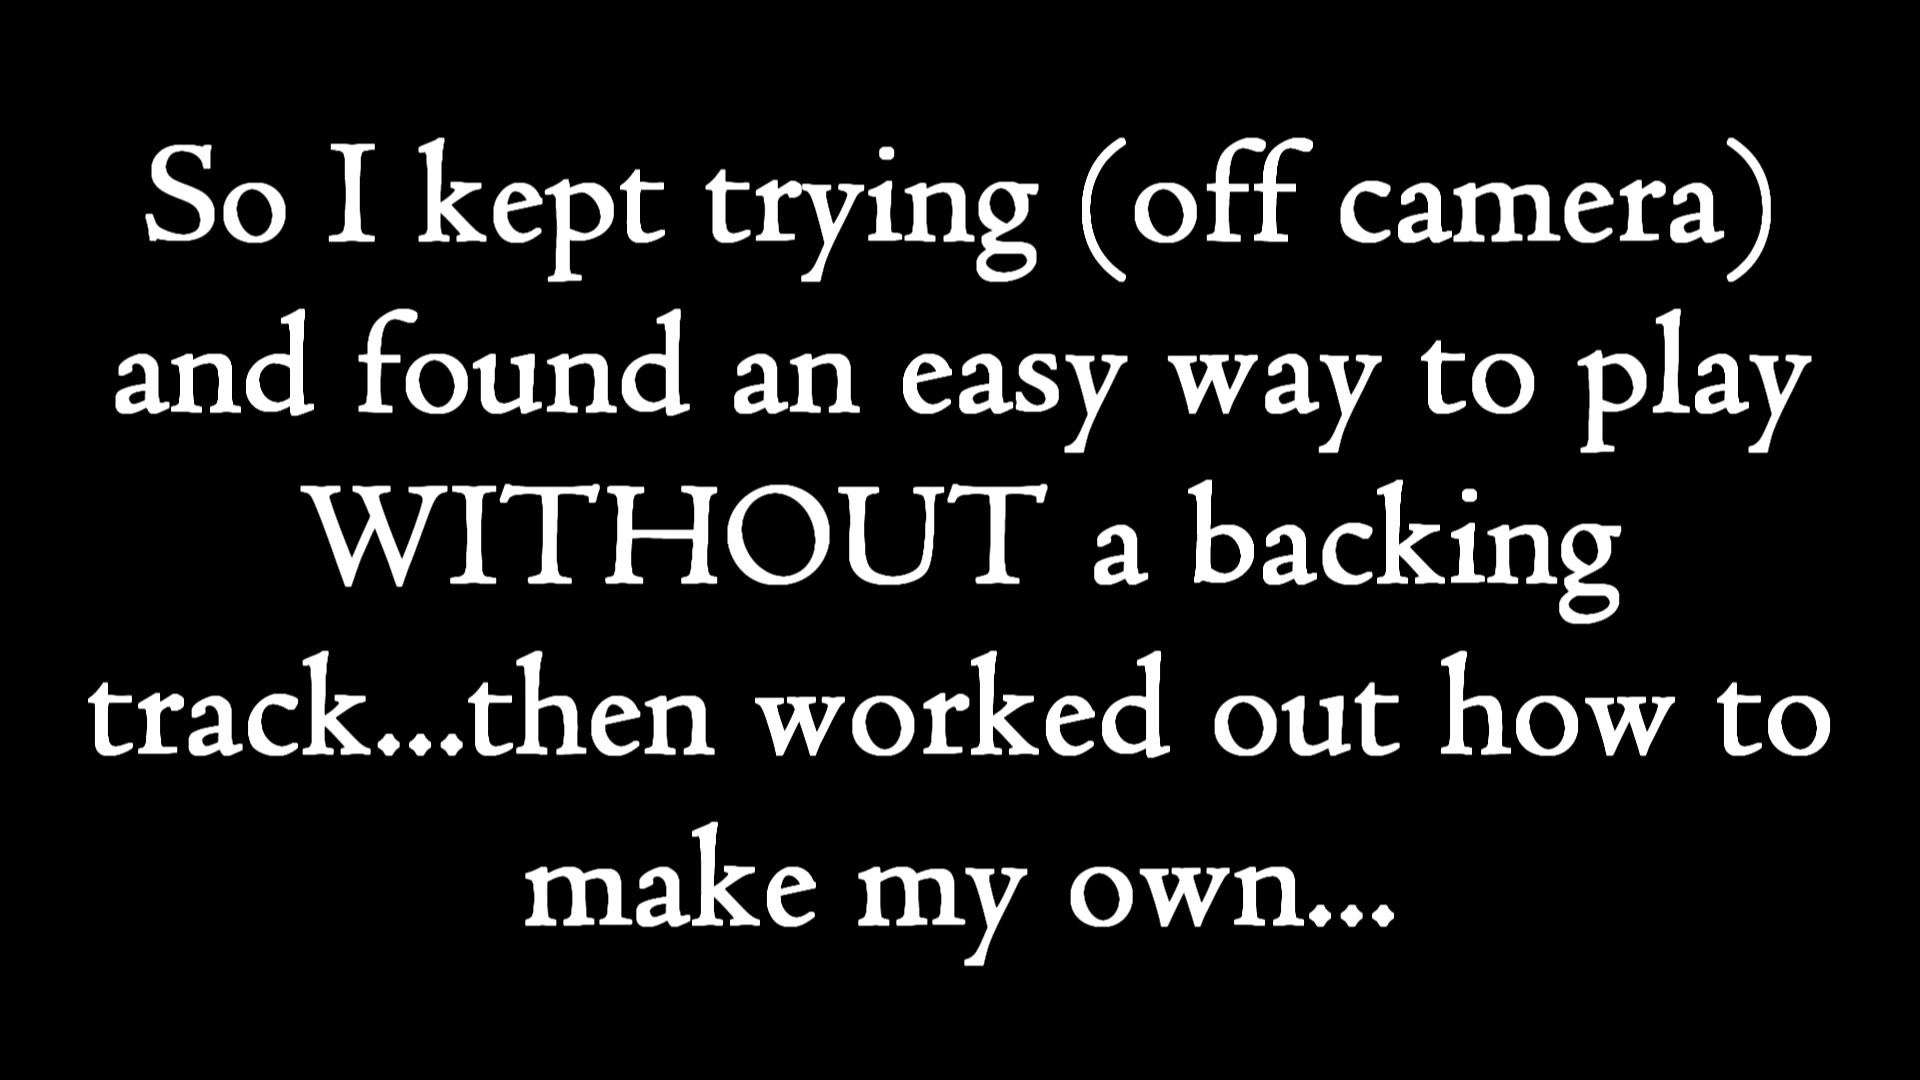 So I kept trying (off camera)
and found an easy way to play
WITHOUT a backing
track...then worked out how to
make my own...